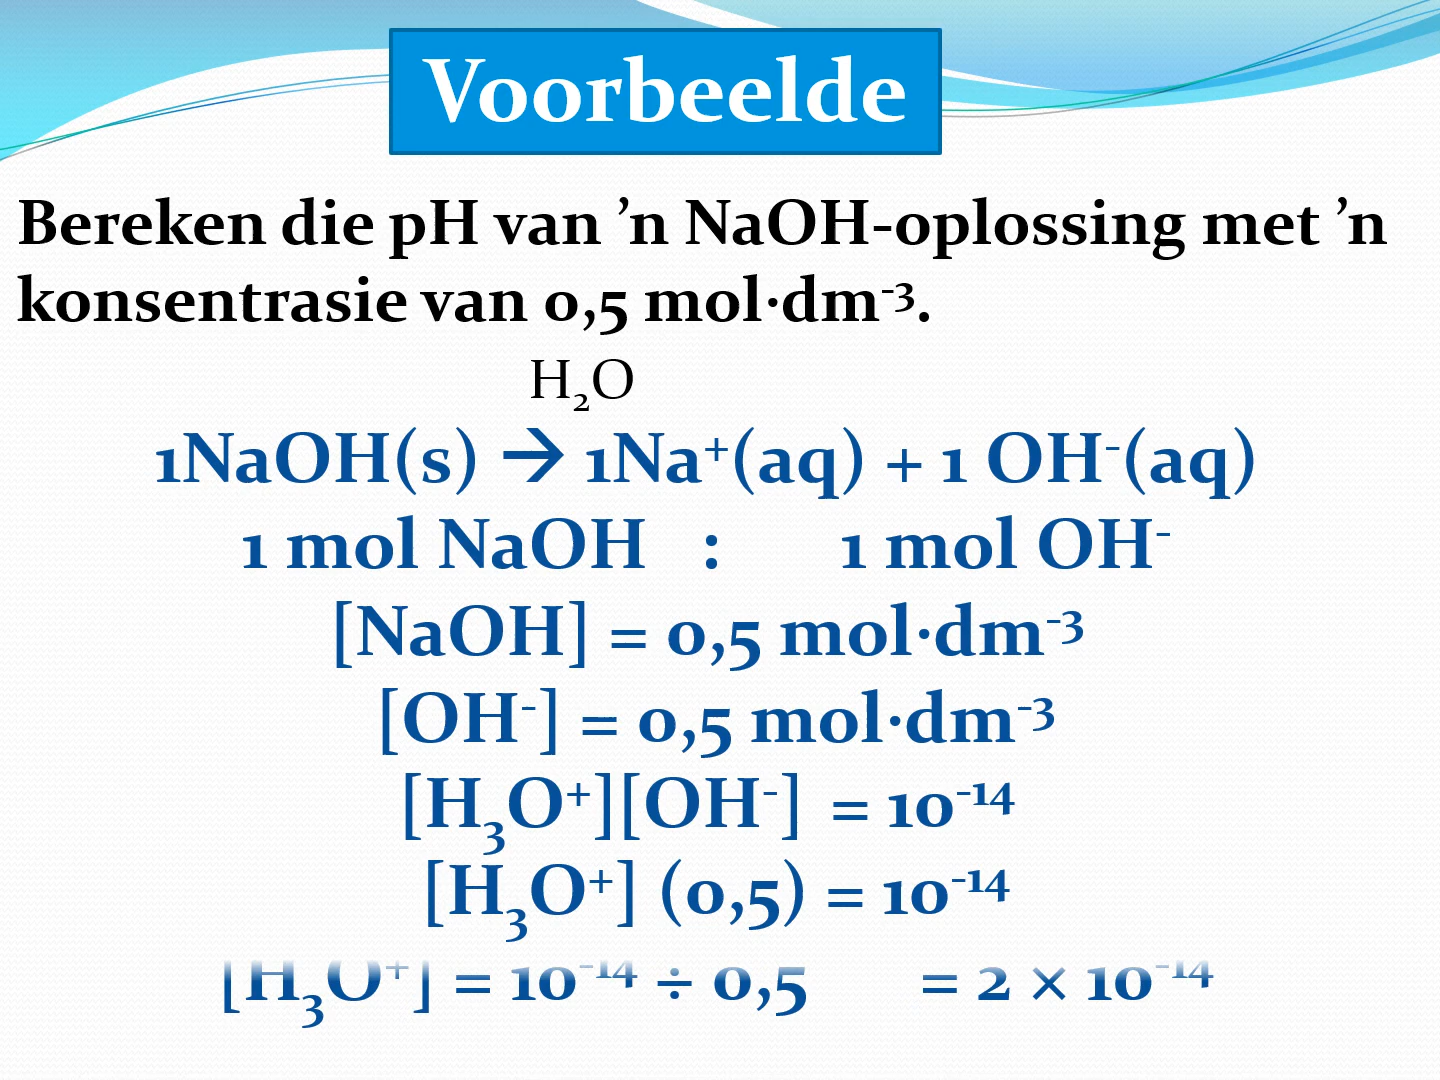 Voorbeelde
Bereken die pH van ’n NaOH-oplossing met ’n
konsentrasie van 0,5 mol·dm⁻³.
H₂O
1NaOH(s) → 1Na⁺(aq) + 1 OH⁻(aq)
1 mol NaOH : 1 mol OH⁻
[NaOH] = 0,5 mol·dm⁻³
[OH⁻] = 0,5 mol·dm⁻³
[H₃O⁺][OH⁻] = 10⁻¹⁴
[H₃O⁺] (0,5) = 10⁻¹⁴
[H₃O⁺] = 10⁻¹⁴ ÷ 0,5 = 2 × 10⁻¹⁴